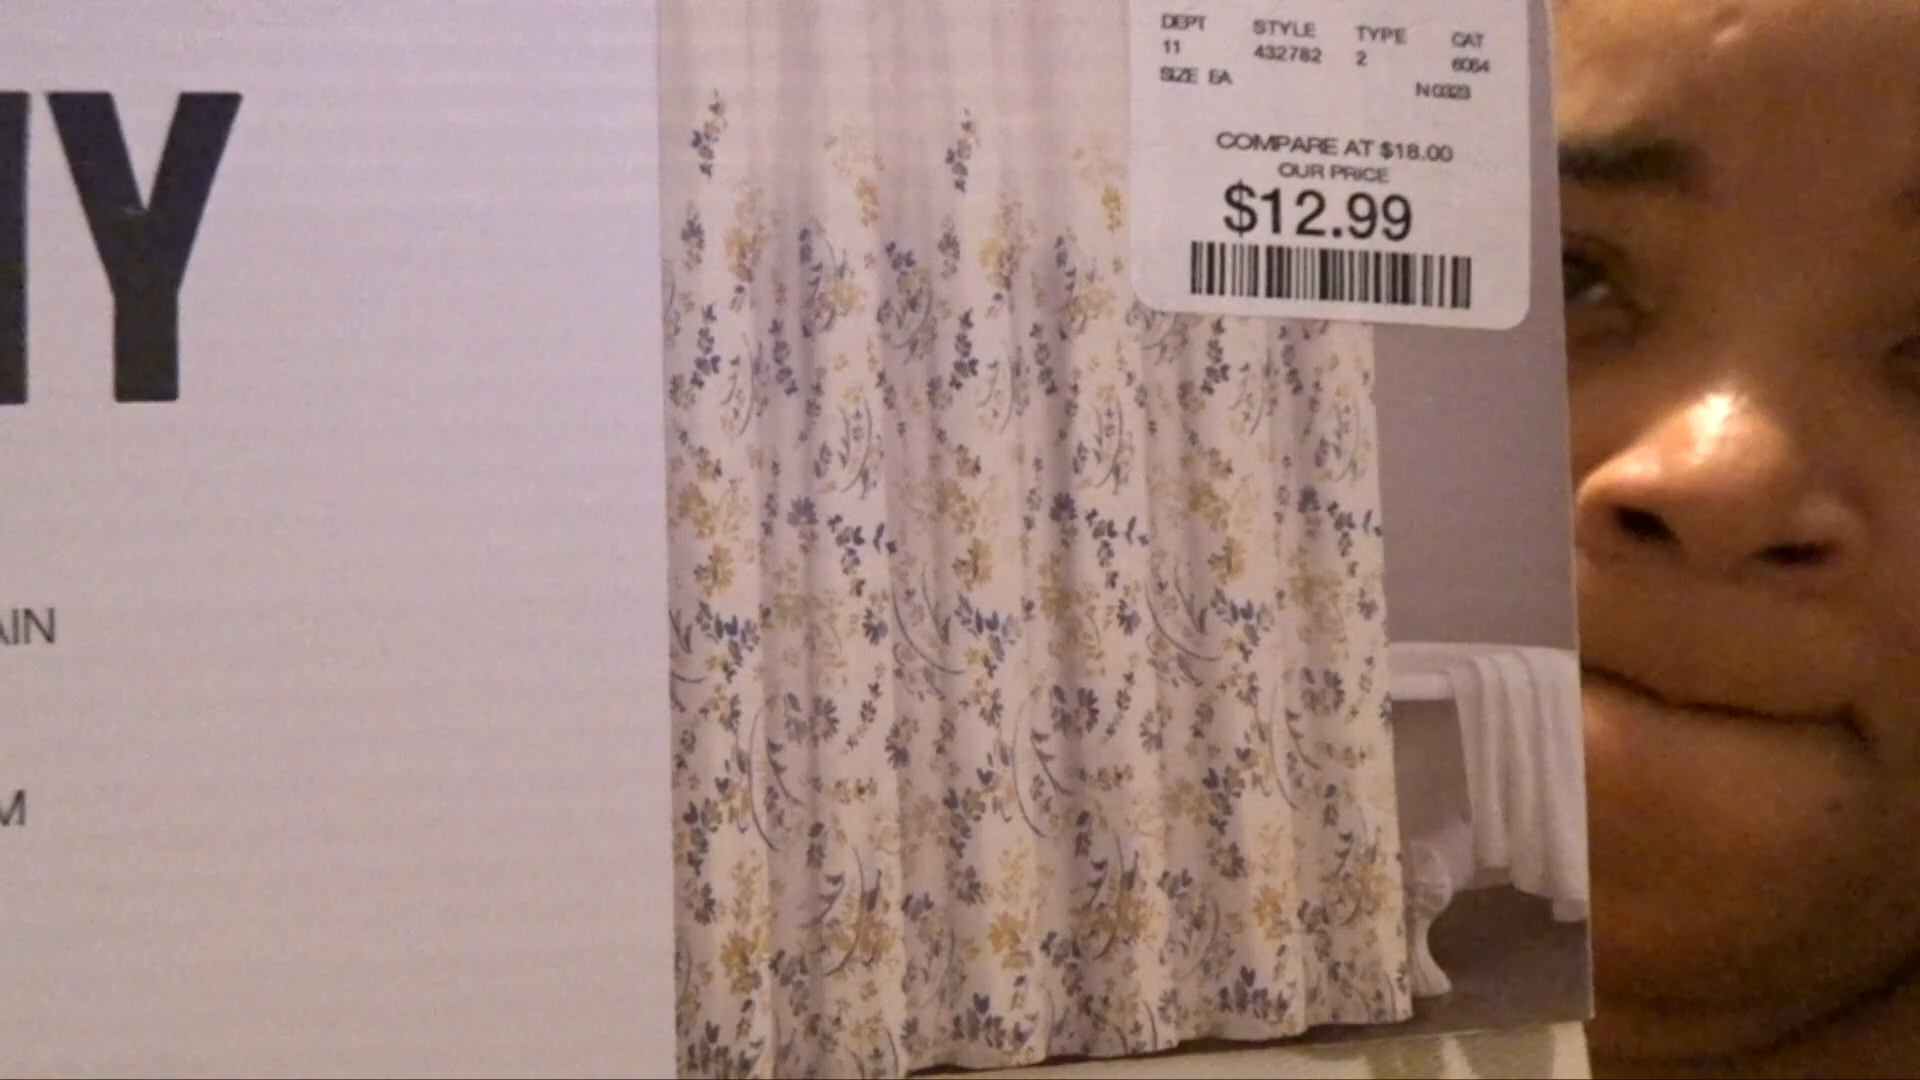 DEPT STYLE TYPE CAT
11 432782 2 6064
SIZE EA
N0323
COMPARE AT $18.00
OUR PRICE
$12.99
Y
AIN
M